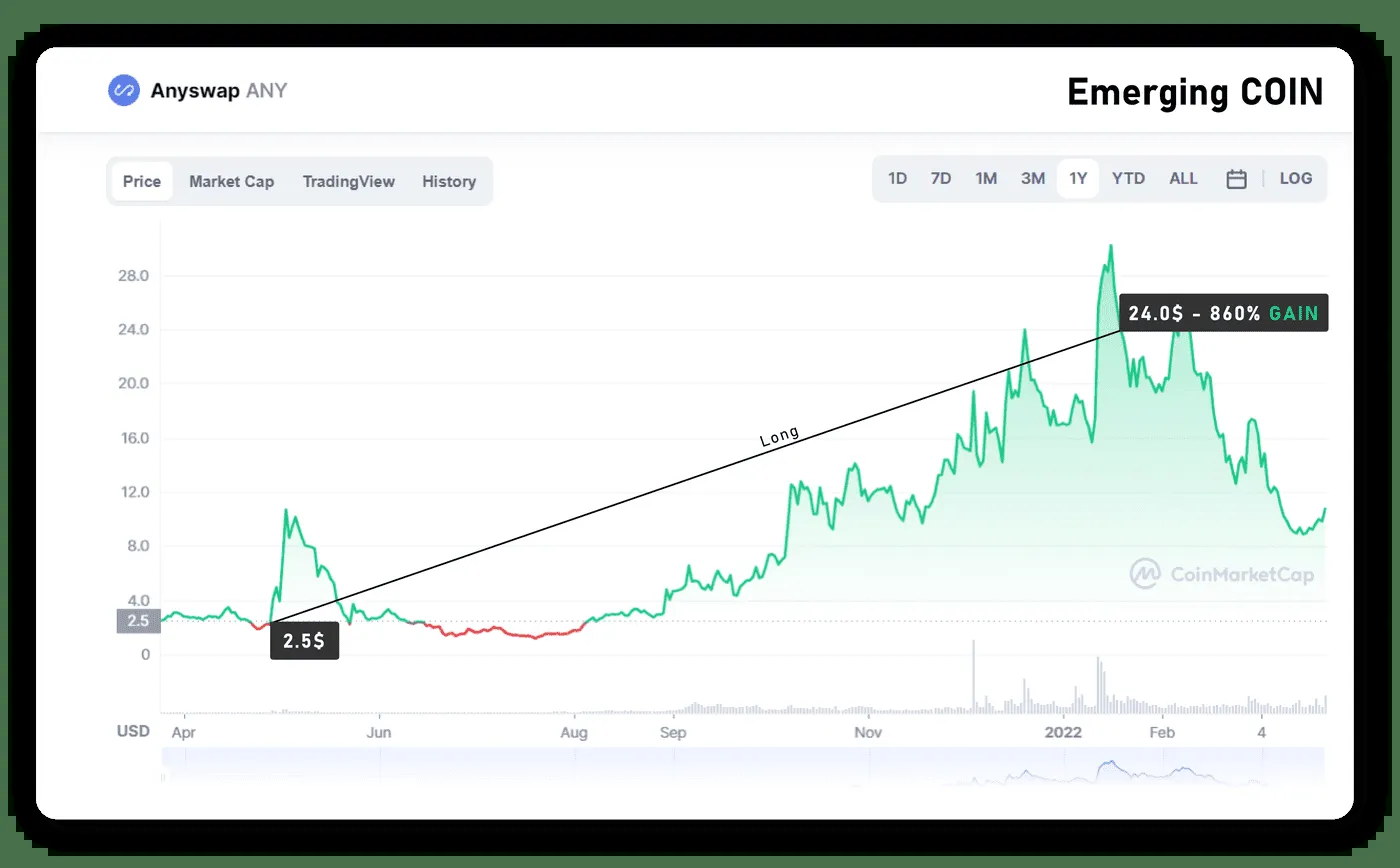 Anyswap ANY
Emerging COIN
Price Market Cap TradingView History
1D 7D 1M 3M 1Y YTD ALL LOG
28.0
24.0$ - 860% GAIN
24.0
20.0
Long
16.0
12.0
8.0
CoinMarketCap
4.0
2.5
2.5$
0
USD Apr Jun Aug Sep Nov 2022 Feb 4